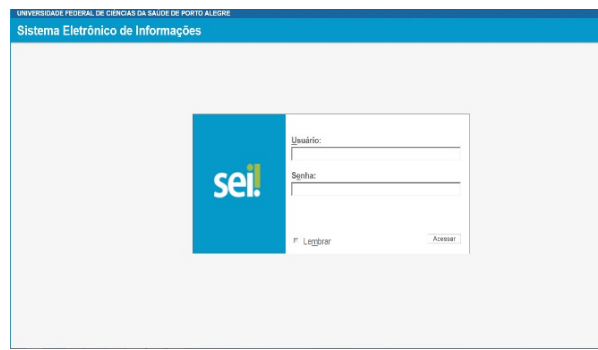 UNIVERSIDADE FEDERAL DE CIÊNCIAS DA SAÚDE DE PORTO ALEGRE
Sistema Eletrônico de Informações
sei!
Usuário:
Senha:
Lembrar
Acessar